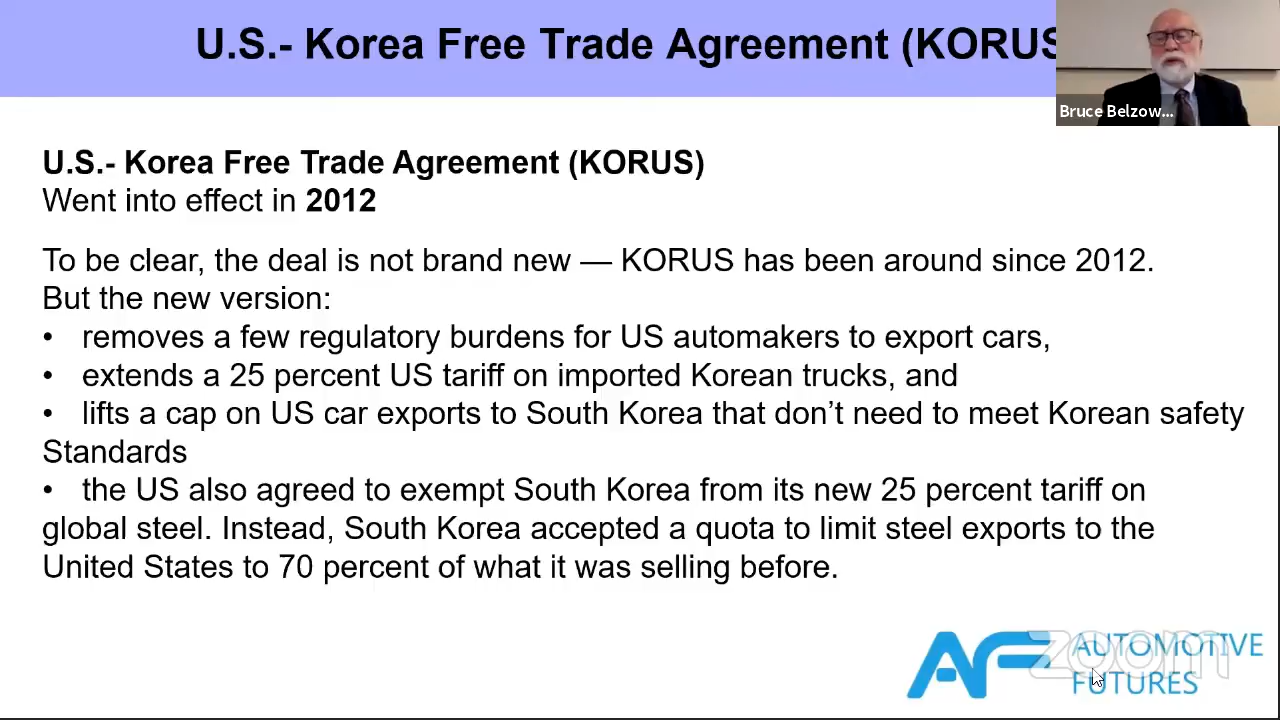 U.S.- Korea Free Trade Agreement (KORUS
Bruce Belzow...
U.S.- Korea Free Trade Agreement (KORUS)
Went into effect in 2012
To be clear, the deal is not brand new — KORUS has been around since 2012.
But the new version:
• removes a few regulatory burdens for US automakers to export cars,
• extends a 25 percent US tariff on imported Korean trucks, and
• lifts a cap on US car exports to South Korea that don’t need to meet Korean safety
Standards
• the US also agreed to exempt South Korea from its new 25 percent tariff on
global steel. Instead, South Korea accepted a quota to limit steel exports to the
United States to 70 percent of what it was selling before.
AF AUTOMOTIVE
FUTURES
zoom